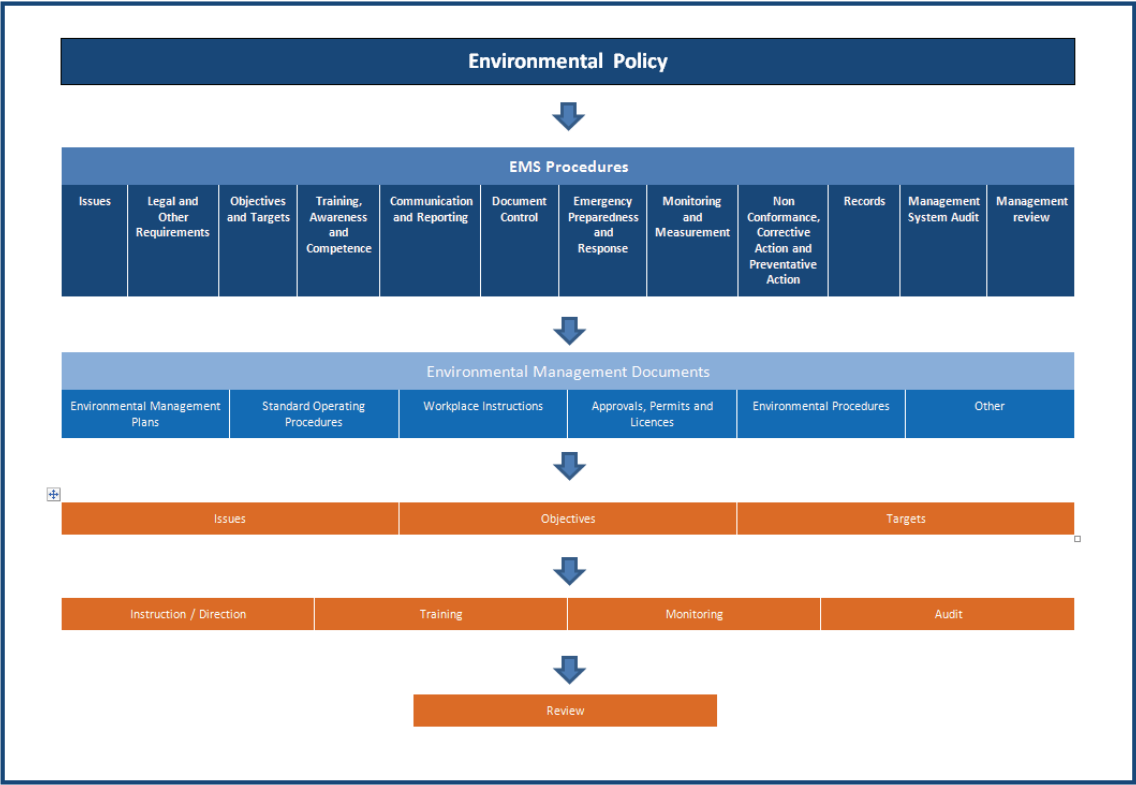 Environmental Policy
EMS Procedures
Issues
Legal and
Other
Requirements
Objectives
and Targets
Training,
Awareness
and
Competence
Communication
and Reporting
Document
Control
Emergency
Preparedness
and
Response
Monitoring
and
Measurement
Non
Conformance,
Corrective
Action and
Preventative
Action
Records
Management
System Audit
Management
review
Environmental Management Documents
Environmental Management
Plans
Standard Operating
Procedures
Workplace Instructions
Approvals, Permits and
Licences
Environmental Procedures
Other
Issues
Objectives
Targets
Instruction / Direction
Training
Monitoring
Audit
Review